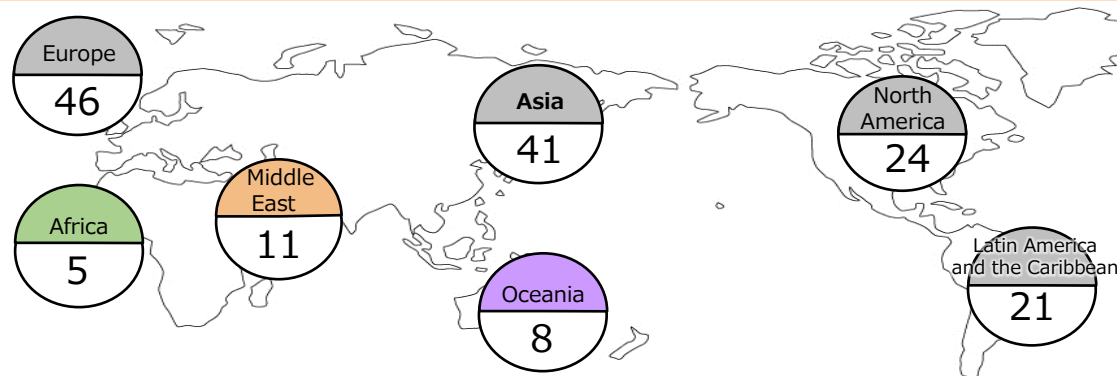 Europe
46
Asia
41
North
America
24
Middle
East
11
Africa
5
Oceania
8
Latin America
and the Caribbean
21